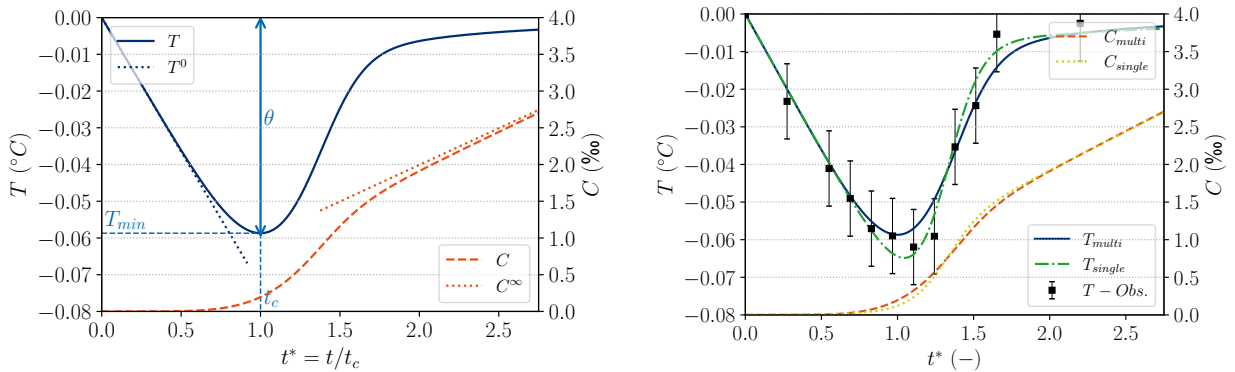 0.00
−0.01
−0.02
−0.03
−0.04
−0.05
−0.06
−0.07
−0.08
T (°C)
T
T⁰
θ
T_min
t_c
C
C^∞
4.0
3.5
3.0
2.5
2.0
1.5
1.0
0.5
0.0
C (‰)
0.0 0.5 1.0 1.5 2.0 2.5
t* = t/t_c
0.00
−0.01
−0.02
−0.03
−0.04
−0.05
−0.06
−0.07
−0.08
T (°C)
C_multi
C_single
T_multi
T_single
T − Obs.
4.0
3.5
3.0
2.5
2.0
1.5
1.0
0.5
0.0
C (‰)
0.0 0.5 1.0 1.5 2.0 2.5
t* (−)